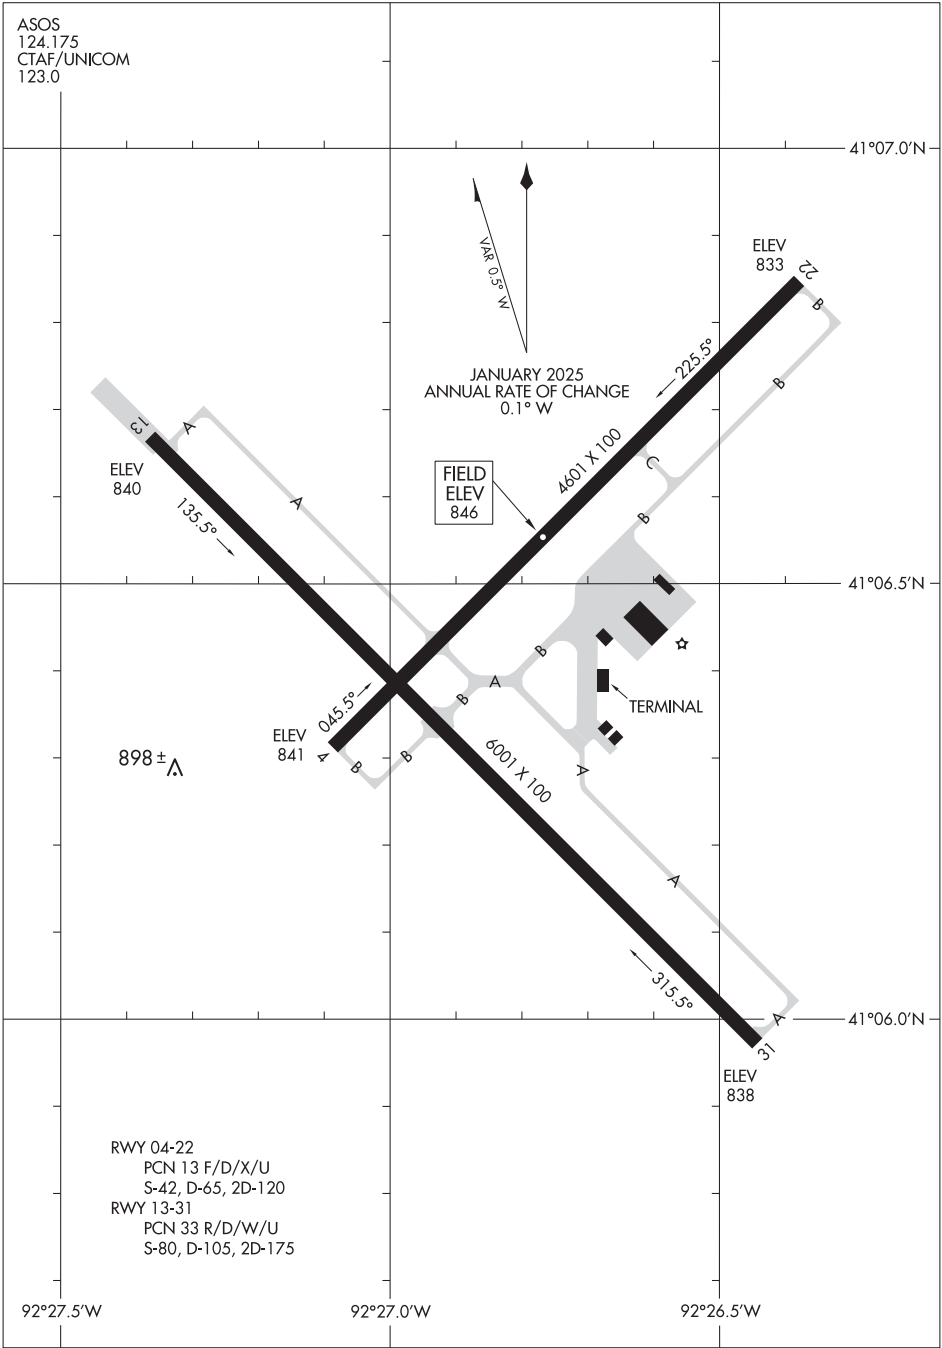 ASOS
124.175
CTAF/UNICOM
123.0
41°07.0'N
VAR 0.5° W
ELEV
833
22
B
JANUARY 2025
ANNUAL RATE OF CHANGE
0.1° W
225.5°
B
13
A
ELEV
840
A
135.5°
FIELD
ELEV
846
4601 X 100
C
B
41°06.5'N
B
A
B
TERMINAL
045.5°
ELEV
841
4
B
B
898 ±
6001 X 100
A
A
315.5°
A
41°06.0'N
31
ELEV
838
RWY 04-22
PCN 13 F/D/X/U
S-42, D-65, 2D-120
RWY 13-31
PCN 33 R/D/W/U
S-80, D-105, 2D-175
92°27.5'W
92°27.0'W
92°26.5'W